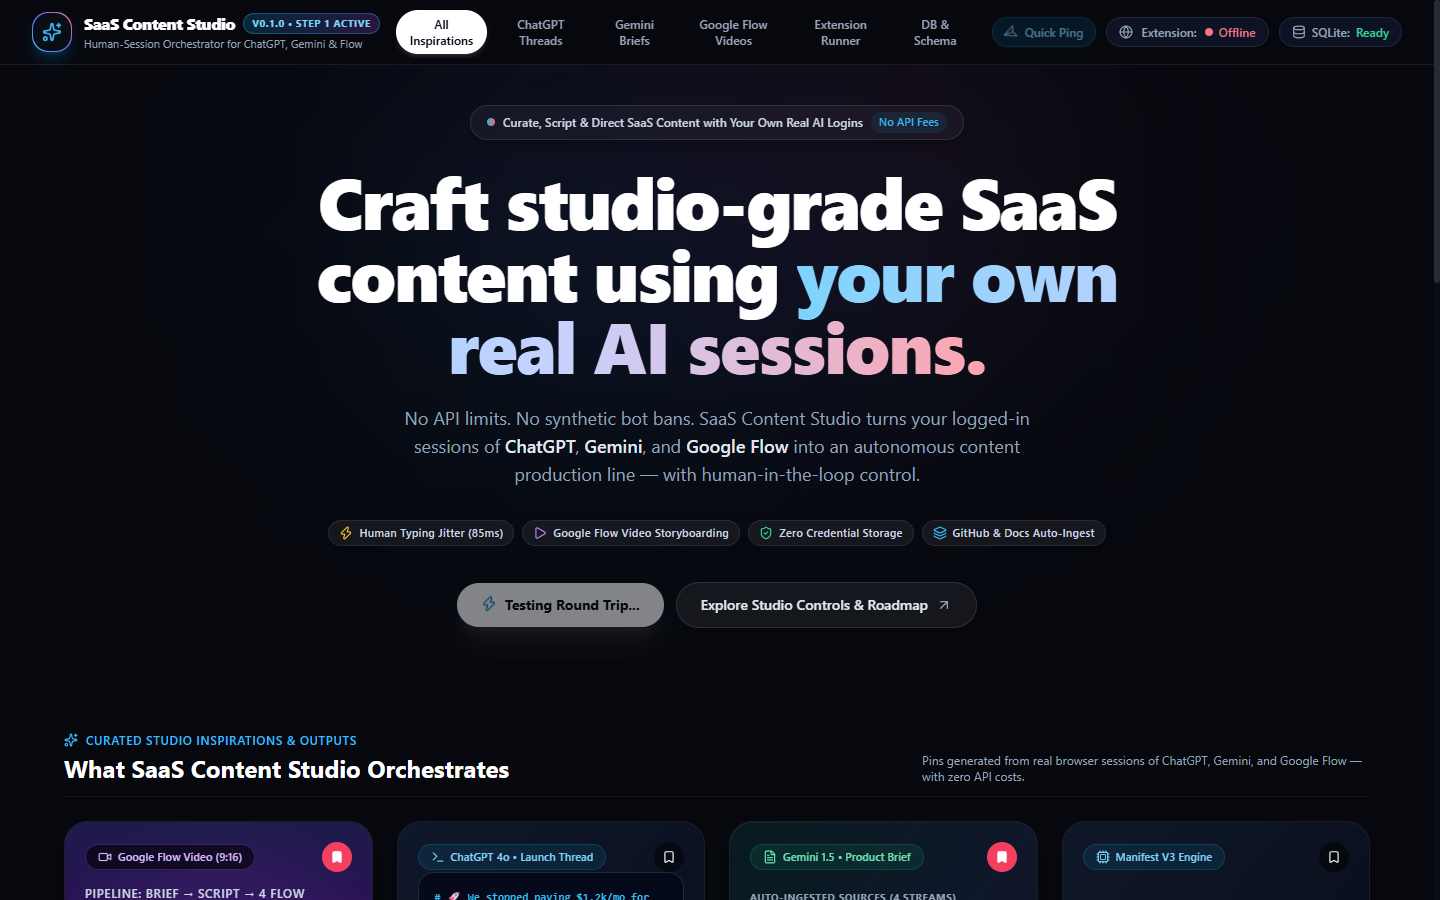 SaaS Content Studio
V0.1.0 • STEP 1 ACTIVE
Human-Session Orchestrator for ChatGPT, Gemini & Flow
All
Inspirations
ChatGPT
Threads
Gemini
Briefs
Google Flow
Videos
Extension
Runner
DB &
Schema
Quick Ping
Extension: Offline
SQLite: Ready
Curate, Script & Direct SaaS Content with Your Own Real AI Logins
No API Fees
Craft studio-grade SaaS
content using your own
real AI sessions.
No API limits. No synthetic bot bans. SaaS Content Studio turns your logged-in
sessions of ChatGPT, Gemini, and Google Flow into an autonomous content
production line — with human-in-the-loop control.
Human Typing Jitter (85ms)
Google Flow Video Storyboarding
Zero Credential Storage
GitHub & Docs Auto-Ingest
Testing Round Trip...
Explore Studio Controls & Roadmap
CURATED STUDIO INSPIRATIONS & OUTPUTS
What SaaS Content Studio Orchestrates
Pins generated from real browser sessions of ChatGPT, Gemini, and Google Flow —
with zero API costs.
Google Flow Video (9:16)
PIPELINE: BRIEF → SCRIPT → 4 FLOW
ChatGPT 4o • Launch Thread
# 🚀 We stopped paying $1.2k/mo for
Gemini 1.5 • Product Brief
AUTO-INGESTED SOURCES (4 STREAMS)
Manifest V3 Engine